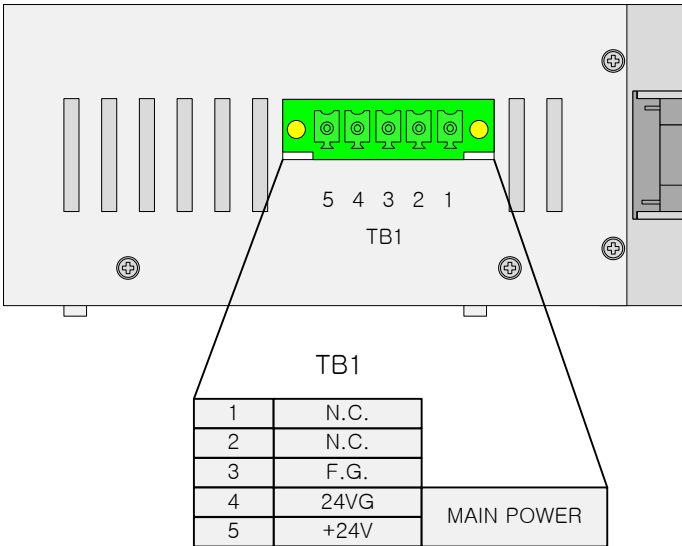 5 4 3 2 1
TB1
TB1
1 N.C.
2 N.C.
3 F.G.
4 24VG MAIN POWER
5 +24V